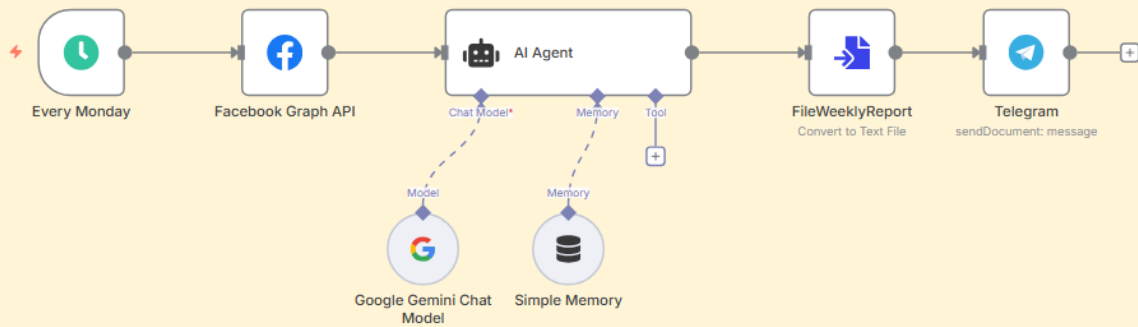 AI Agent
Every Monday
Facebook Graph API
Chat Model*
Memory
Tool
FileWeeklyReport
Convert to Text File
Telegram
sendDocument: message
Model
Memory
Google Gemini Chat
Model
Simple Memory